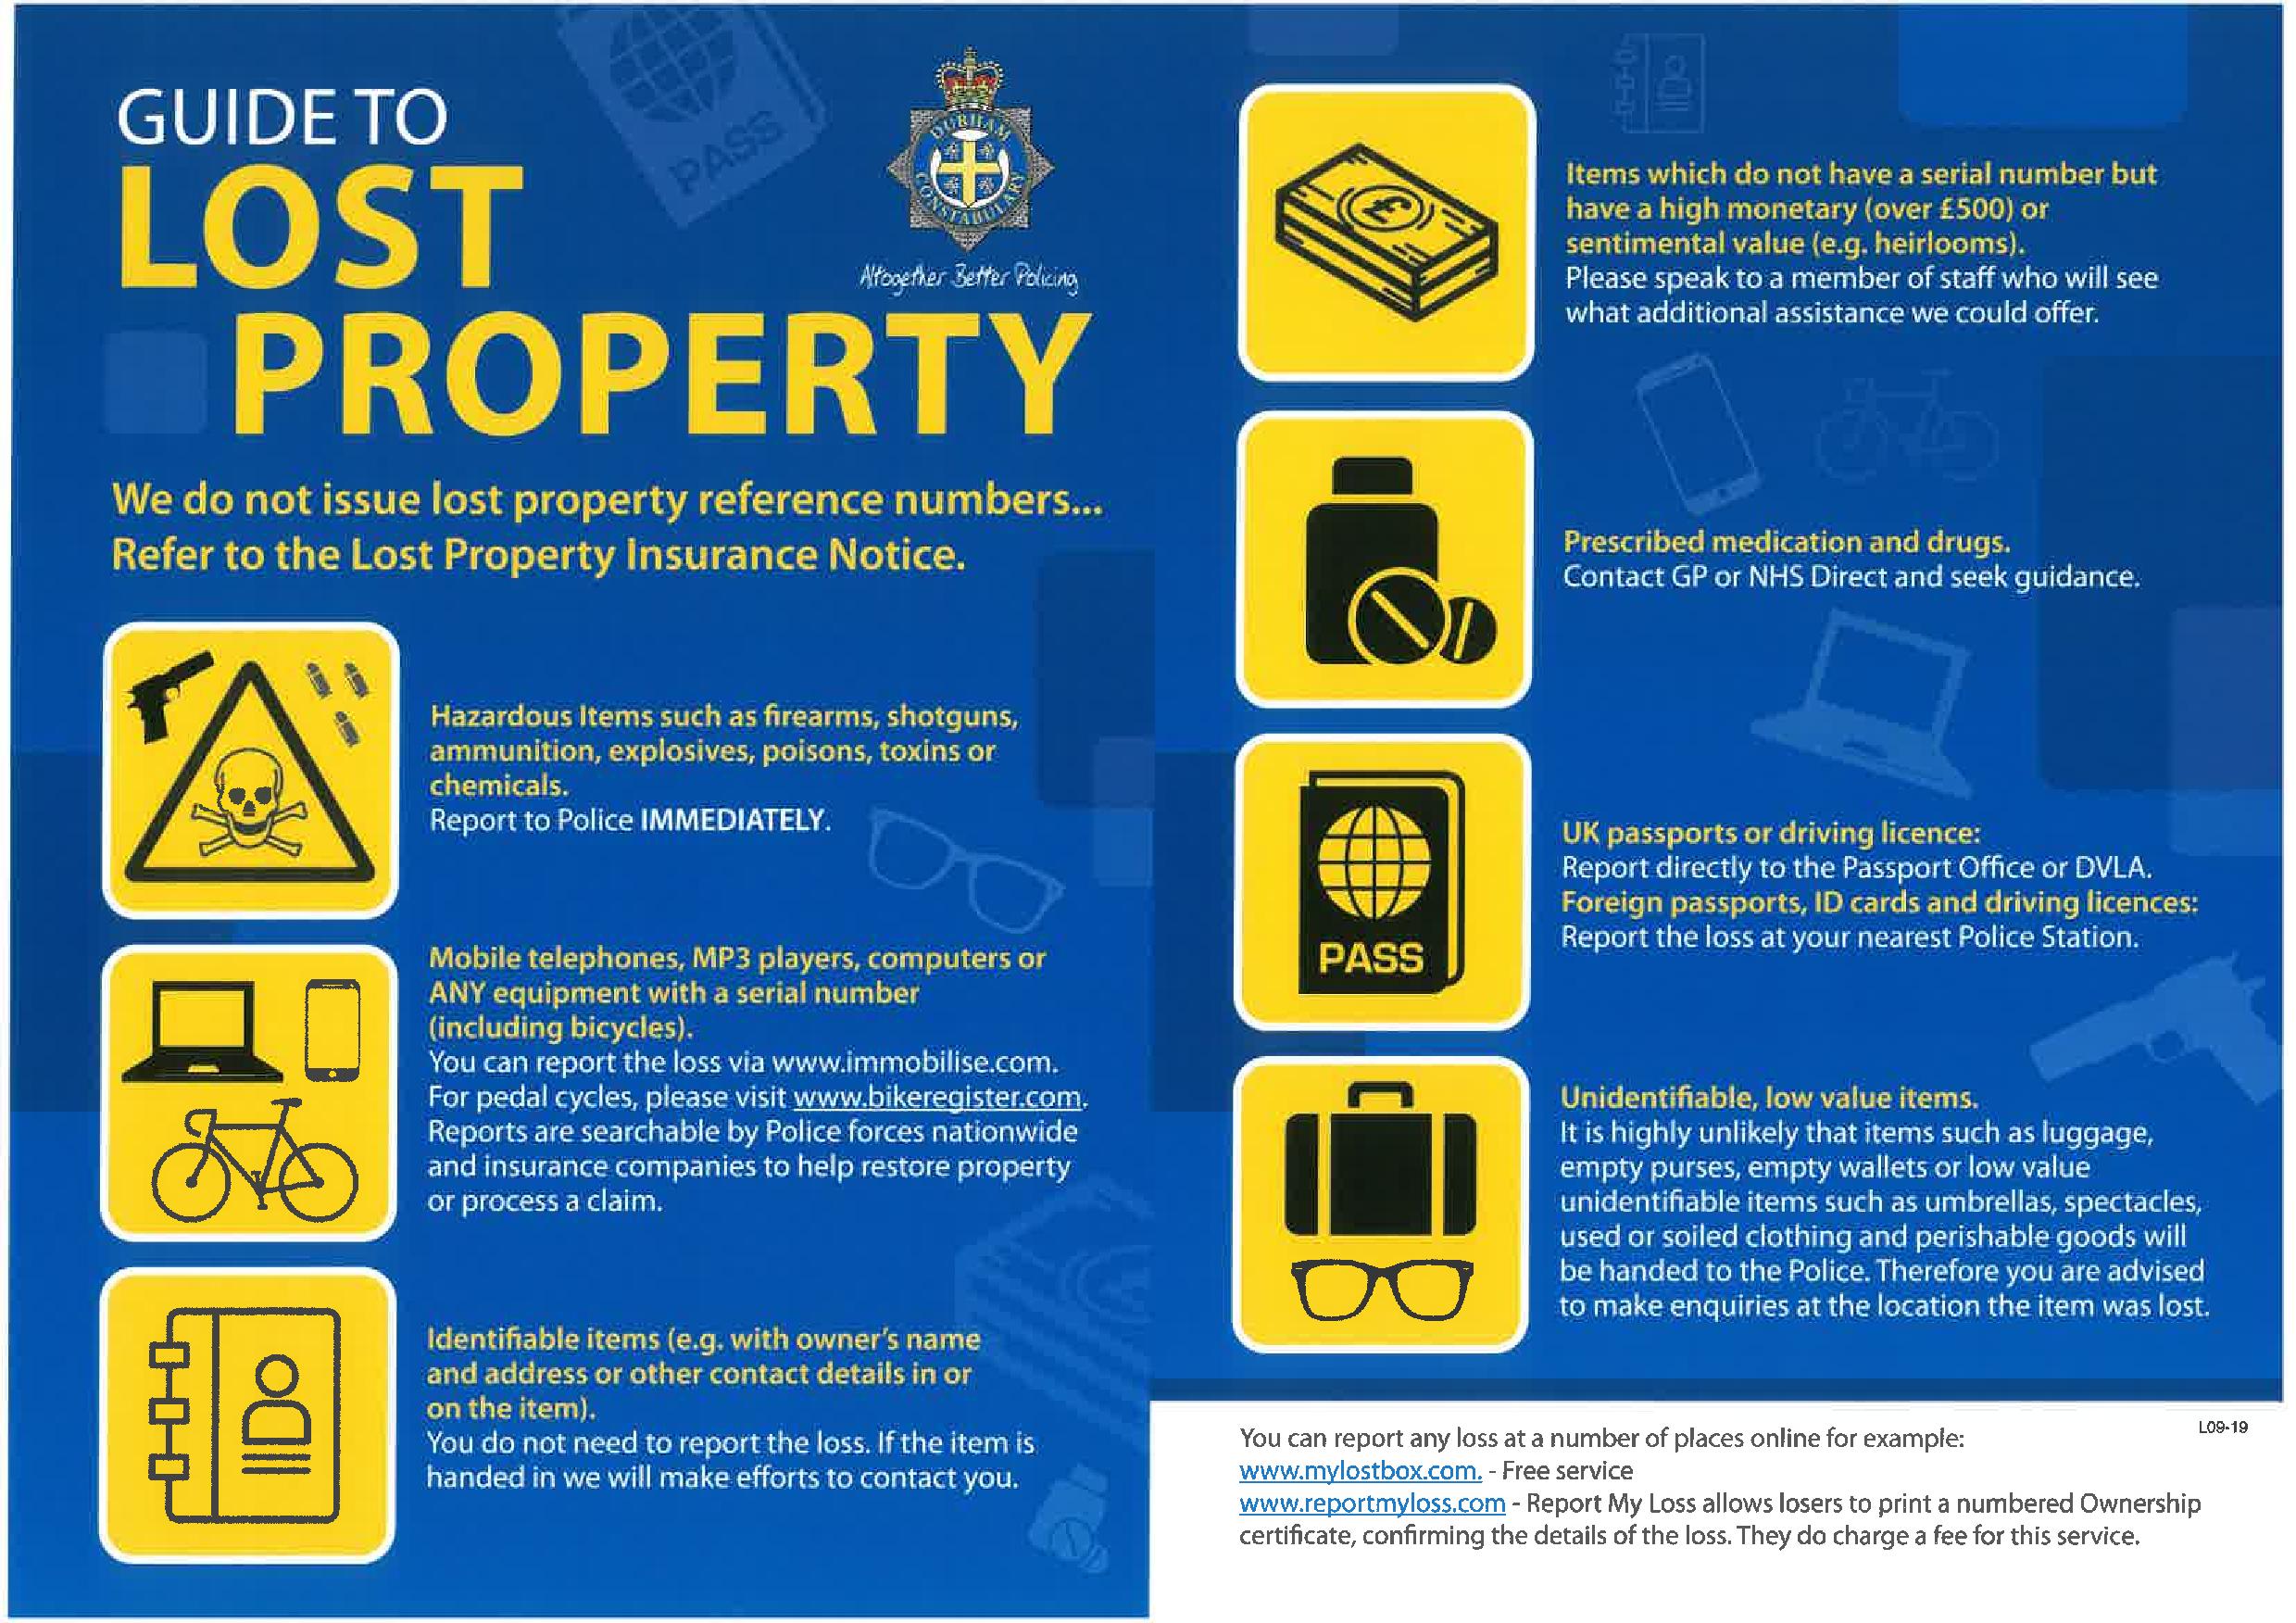 GUIDE TO
LOST
PROPERTY
DURHAM
CONSTABULARY
Altogether Better Policing
PASS
We do not issue lost property reference numbers...
Refer to the Lost Property Insurance Notice.
Hazardous Items such as firearms, shotguns,
ammunition, explosives, poisons, toxins or
chemicals.
Report to Police IMMEDIATELY.
Mobile telephones, MP3 players, computers or
ANY equipment with a serial number
(including bicycles).
You can report the loss via www.immobilise.com.
For pedal cycles, please visit www.bikeregister.com.
Reports are searchable by Police forces nationwide
and insurance companies to help restore property
or process a claim.
Identifiable items (e.g. with owner's name
and address or other contact details in or
on the item).
You do not need to report the loss. If the item is
handed in we will make efforts to contact you.
£
Items which do not have a serial number but
have a high monetary (over £500) or
sentimental value (e.g. heirlooms).
Please speak to a member of staff who will see
what additional assistance we could offer.
Prescribed medication and drugs.
Contact GP or NHS Direct and seek guidance.
PASS
UK passports or driving licence:
Report directly to the Passport Office or DVLA.
Foreign passports, ID cards and driving licences:
Report the loss at your nearest Police Station.
Unidentifiable, low value items.
It is highly unlikely that items such as luggage,
empty purses, empty wallets or low value
unidentifiable items such as umbrellas, spectacles,
used or soiled clothing and perishable goods will
be handed to the Police. Therefore you are advised
to make enquiries at the location the item was lost.
L09-19
You can report any loss at a number of places online for example:
www.mylostbox.com. - Free service
www.reportmyloss.com - Report My Loss allows losers to print a numbered Ownership
certificate, confirming the details of the loss. They do charge a fee for this service.